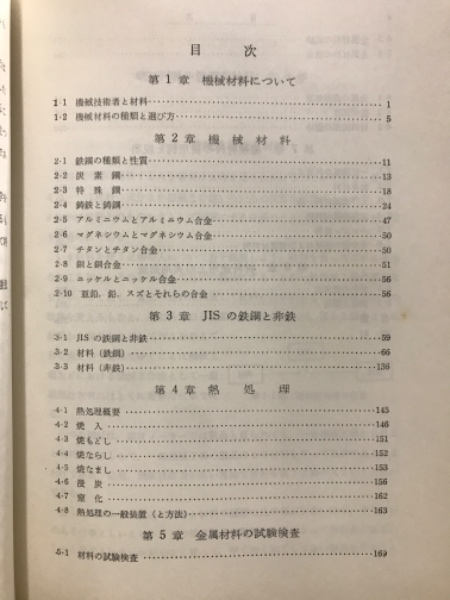 目次
第1章 機械材料について
1・1 機械技術者と材料 1
1・2 機械材料の種類と選び方 5
第2章 機械材料
2・1 鉄鋼の種類と性質 11
2・2 炭素鋼 13
2・3 特殊鋼 18
2・4 鋳鉄と鋳鋼 24
2・5 アルミニウムとアルミニウム合金 47
2・6 マグネシウムとマグネシウム合金 50
2・7 チタンとチタン合金 50
2・8 銅と銅合金 51
2・9 ニッケルとニッケル合金 56
2・10 亜鉛, 鉛, スズとそれらの合金 56
第3章 JISの鉄鋼と非鉄
3・1 JISの鉄鋼と非鉄 59
3・2 材料(鉄鋼) 66
3・3 材料(非鉄) 136
第4章 熱処理
4・1 熱処理概要 145
4・2 焼入 146
4・3 焼もどし 151
4・4 焼ならし 152
4・5 焼なまし 153
4・6 浸炭 156
4・7 窒化 162
4・8 熱処理の一般装置(と方法) 163
第5章 金属材料の試験検査
5・1 材料の試験検査 169